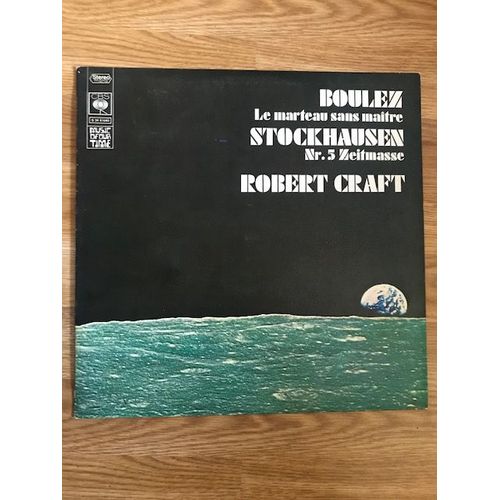 Stereo
CBS
MUSIC
OF OUR
TIME
BOULEZ
Le marteau sans maître
STOCKHAUSEN
Nr. 5 Zeitmasse
ROBERT CRAFT